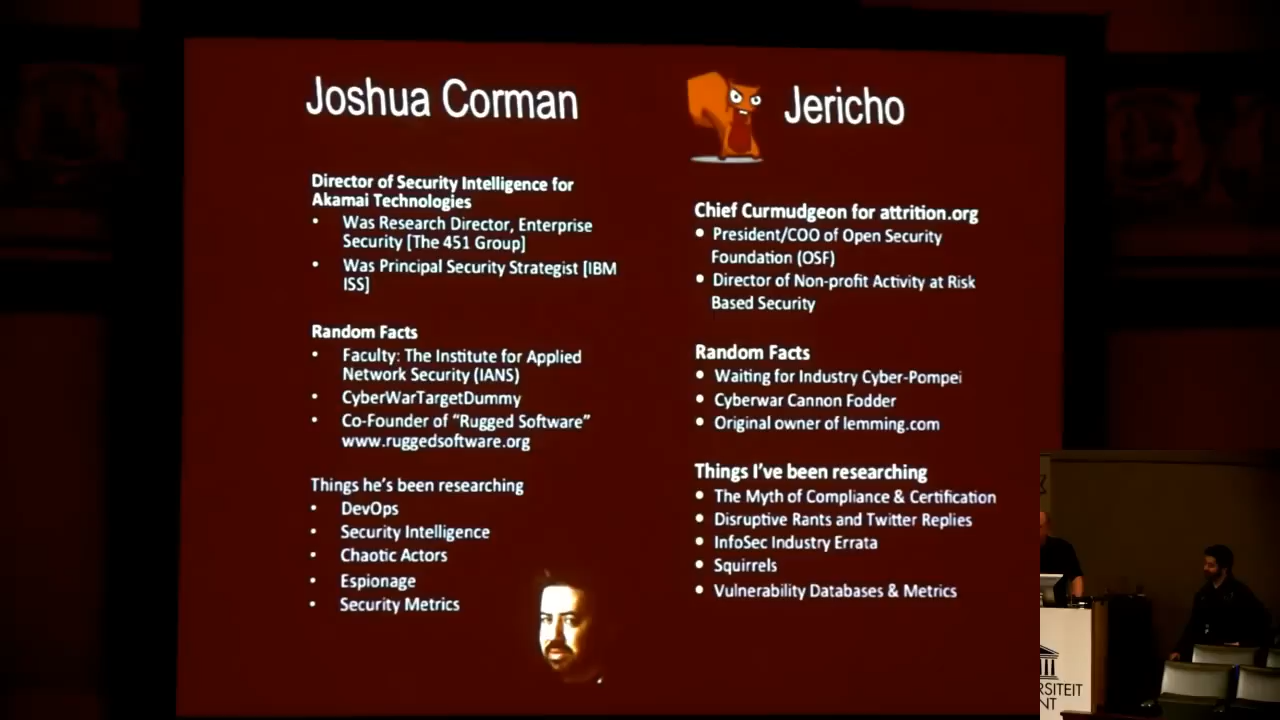 Joshua Corman
Director of Security Intelligence for
Akamai Technologies
• Was Research Director, Enterprise
Security [The 451 Group]
• Was Principal Security Strategist [IBM
ISS]
Random Facts
• Faculty: The Institute for Applied
Network Security (IANS)
• CyberWarTargetDummy
• Co-Founder of “Rugged Software”
www.ruggedsoftware.org
Things he’s been researching
• DevOps
• Security Intelligence
• Chaotic Actors
• Espionage
• Security Metrics
Jericho
Chief Curmudgeon for attrition.org
• President/COO of Open Security
Foundation (OSF)
• Director of Non-profit Activity at Risk
Based Security
Random Facts
• Waiting for Industry Cyber-Pompei
• Cyberwar Cannon Fodder
• Original owner of lemming.com
Things I’ve been researching
• The Myth of Compliance & Certification
• Disruptive Rants and Twitter Replies
• InfoSec Industry Errata
• Squirrels
• Vulnerability Databases & Metrics
RSITEIT
NT